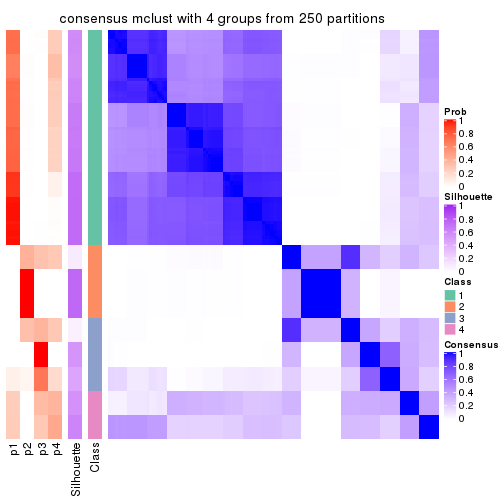 consensus mclust with 4 groups from 250 partitions
Prob
1
0.8
0.6
0.4
0.2
0
Silhouette
1
0.8
0.6
0.4
0.2
0
Class
1
2
3
4
Consensus
1
0.8
0.6
0.4
0.2
0
p1
p2
p3
p4
Silhouette
Class